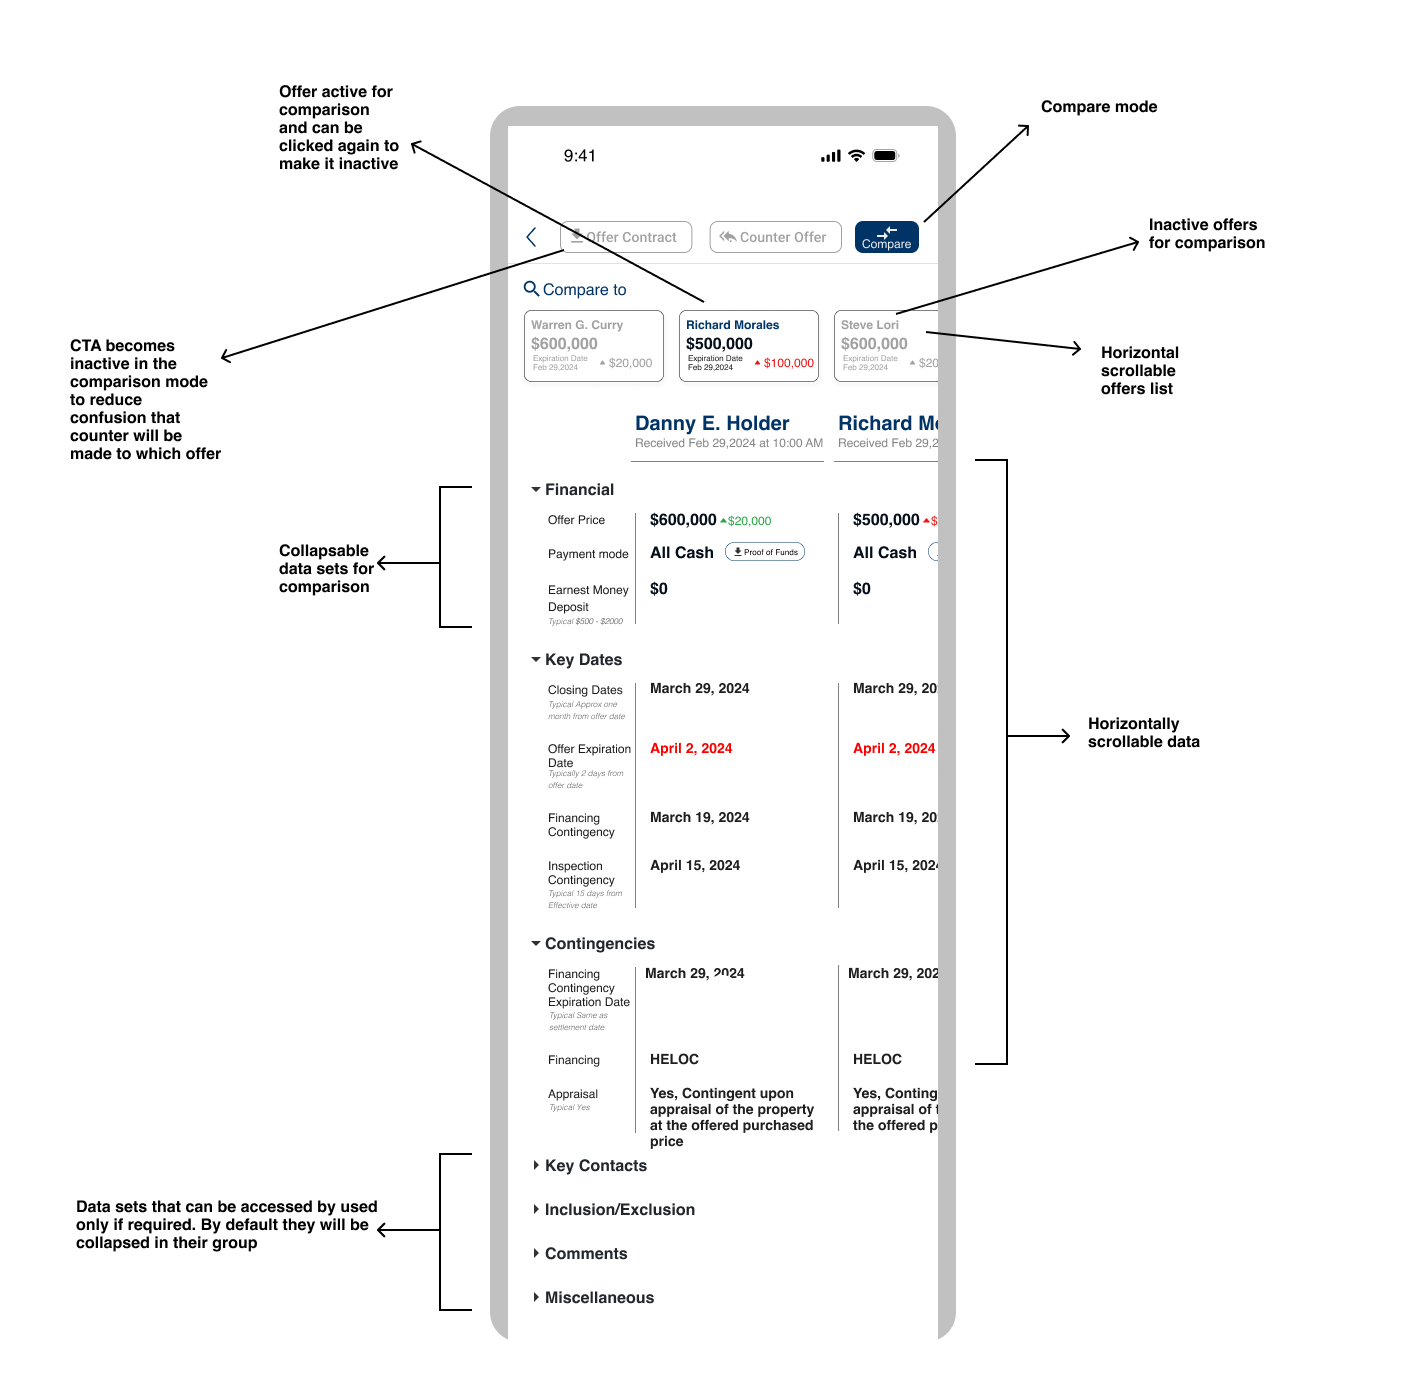 Offer active for
comparison
and can be
clicked again to
make it inactive
Compare mode
9:41
Inactive offers
for comparison
Offer Contract
Counter Offer
Compare
Compare to
Warren G. Curry
$600,000
Expiration Date
Feb 29,2024
$20,000
Richard Morales
$500,000
Expiration Date
Feb 29,2024
$100,000
Steve Lori
$600,000
Expiration Date
Feb 29,2024
$20
CTA becomes
inactive in the
comparison mode
to reduce
confusion that
counter will be
made to which offer
Horizontal
scrollable
offers list
Danny E. Holder
Received Feb 29,2024 at 10:00 AM
Richard Mo
Received Feb 29,2
Financial
Offer Price
$600,000 $20,000
$500,000 $
Payment mode
All Cash
Proof of Funds
All Cash
Earnest Money
Deposit
Typical $500 - $2000
$0
$0
Collapsable
data sets for
comparison
Key Dates
Closing Dates
Typical Approx one
month from offer date
March 29, 2024
March 29, 20
Offer Expiration
Date
Typically 2 days from
offer date
April 2, 2024
April 2, 2024
Financing
Contingency
March 19, 2024
March 19, 20
Inspection
Contingency
Typical 15 days from
Effective date
April 15, 2024
April 15, 2024
Horizontally
scrollable data
Contingencies
Financing
Contingency
Expiration Date
Typical Same as
settlement date
March 29, 2024
March 29, 202
Financing
HELOC
HELOC
Appraisal
Typical Yes
Yes, Contingent upon
appraisal of the property
at the offered purchased
price
Yes, Conting
appraisal of t
the offered p
Key Contacts
Inclusion/Exclusion
Comments
Miscellaneous
Data sets that can be accessed by used
only if required. By default they will be
collapsed in their group